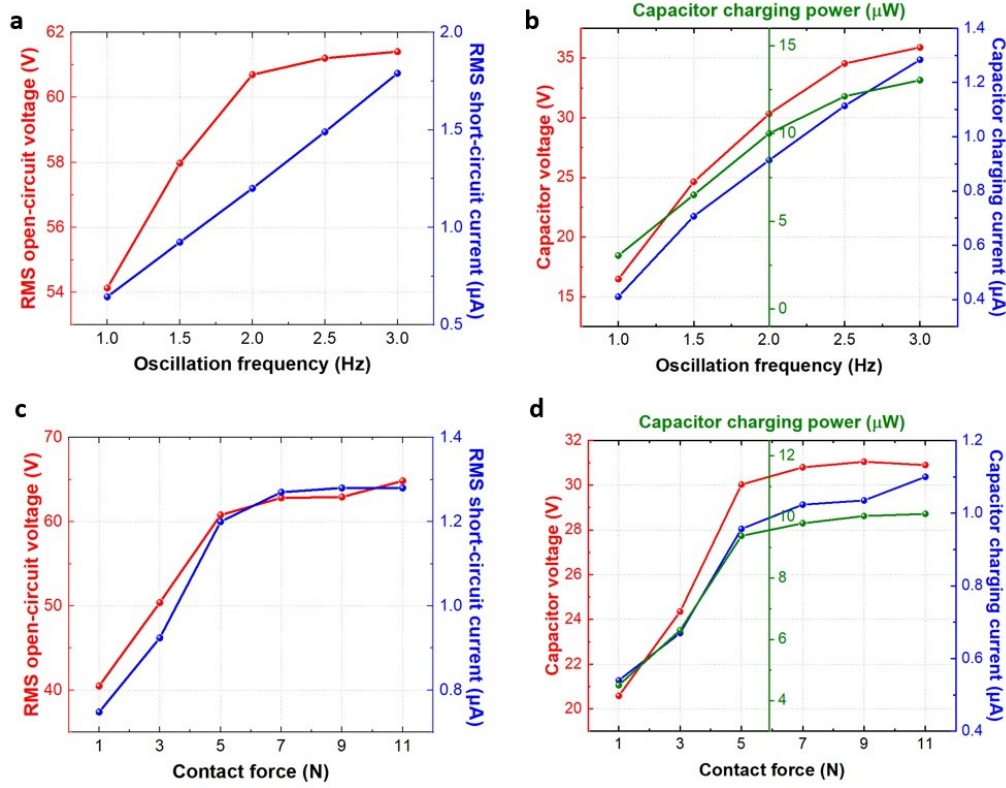 a
RMS open-circuit voltage (V)
62
60
58
56
54
2.0
1.5
1.0
0.5
RMS short-circuit current (μA)
1.0 1.5 2.0 2.5 3.0
Oscillation frequency (Hz)
b
Capacitor charging power (μW)
Capacitor voltage (V)
35
30
25
20
15
15
10
5
0
1.4
1.2
1.0
0.8
0.6
0.4
Capacitor charging current (μA)
1.0 1.5 2.0 2.5 3.0
Oscillation frequency (Hz)
c
RMS open-circuit voltage (V)
70
60
50
40
1.4
1.2
1.0
0.8
RMS short-circuit current (μA)
1 3 5 7 9 11
Contact force (N)
d
Capacitor charging power (μW)
Capacitor voltage (V)
32
30
28
26
24
22
20
12
10
8
6
4
1.2
1.0
0.8
0.6
0.4
Capacitor charging current (μA)
1 3 5 7 9 11
Contact force (N)